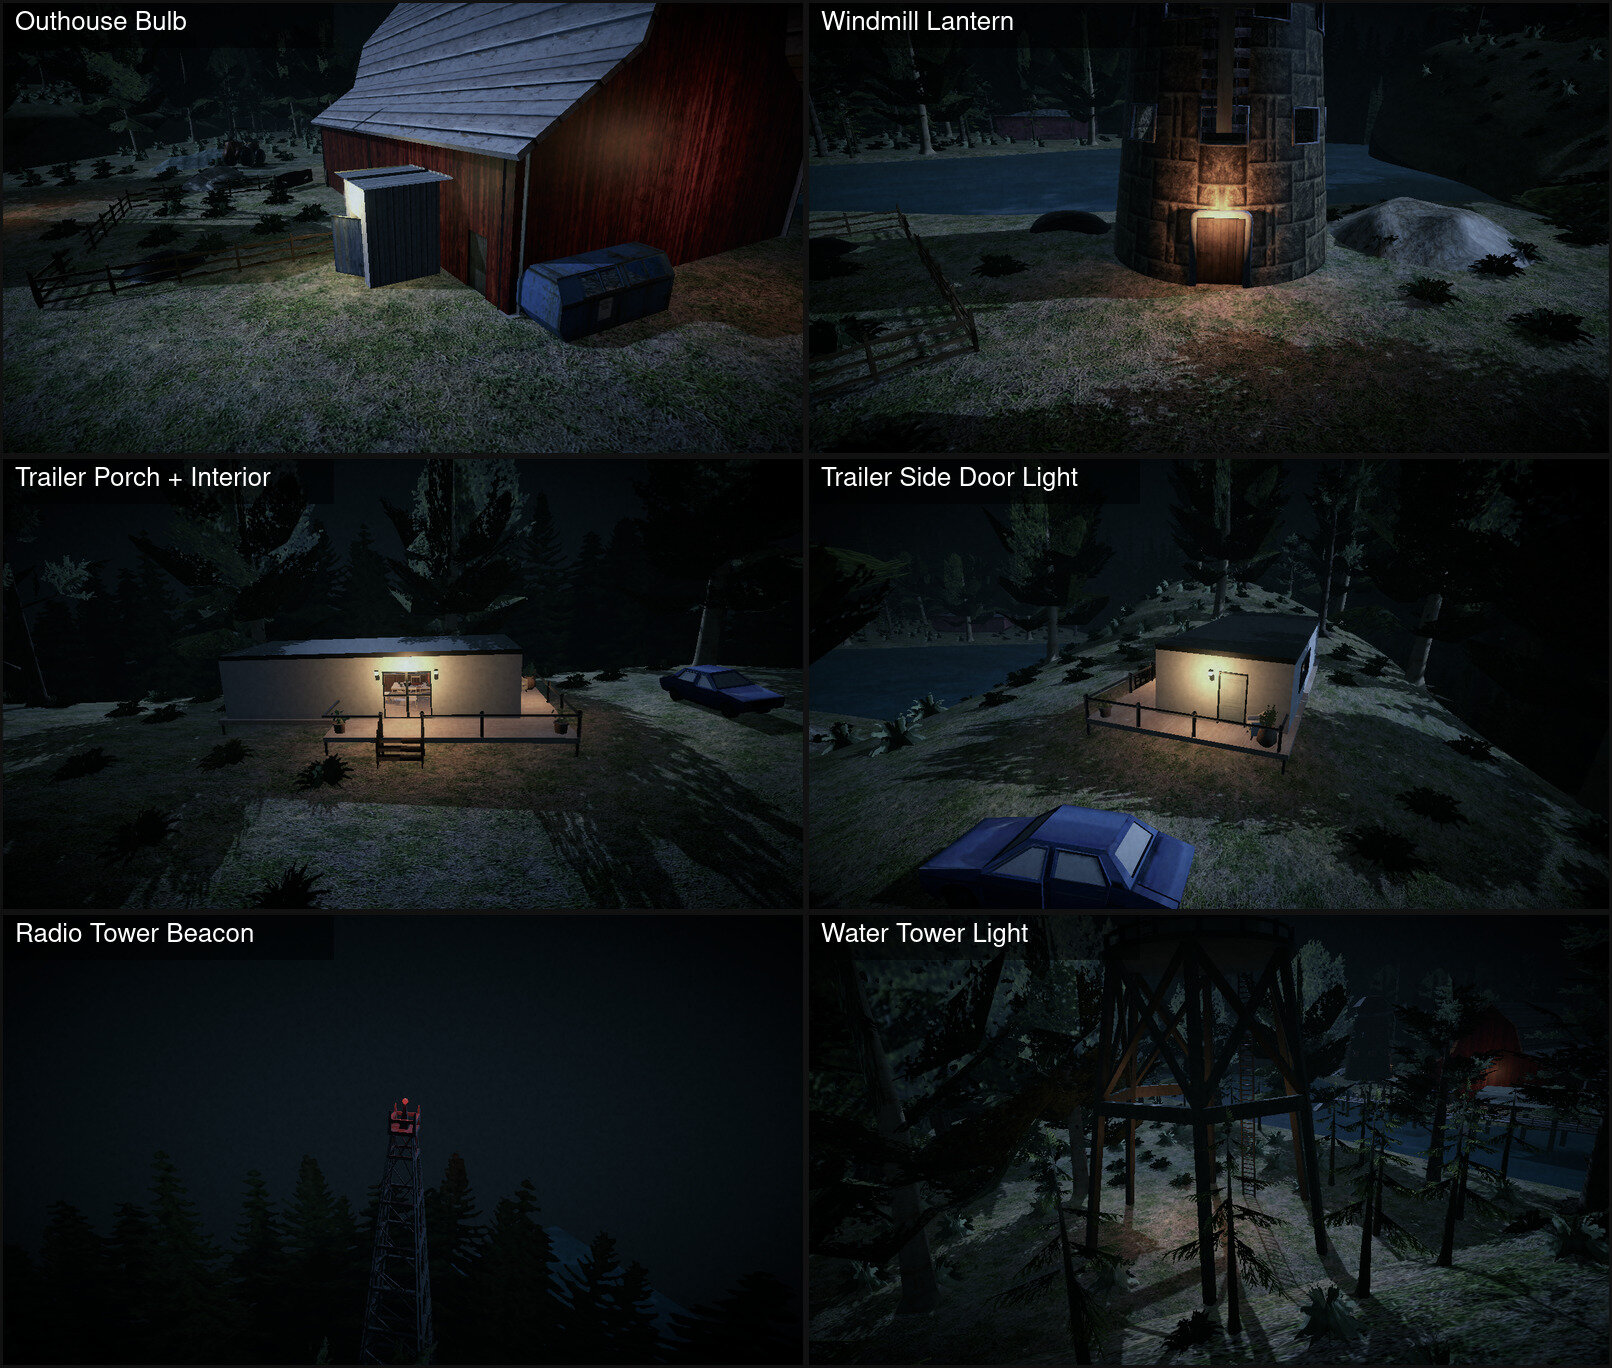 Outhouse Bulb
Windmill Lantern
Trailer Porch + Interior
Trailer Side Door Light
Radio Tower Beacon
Water Tower Light